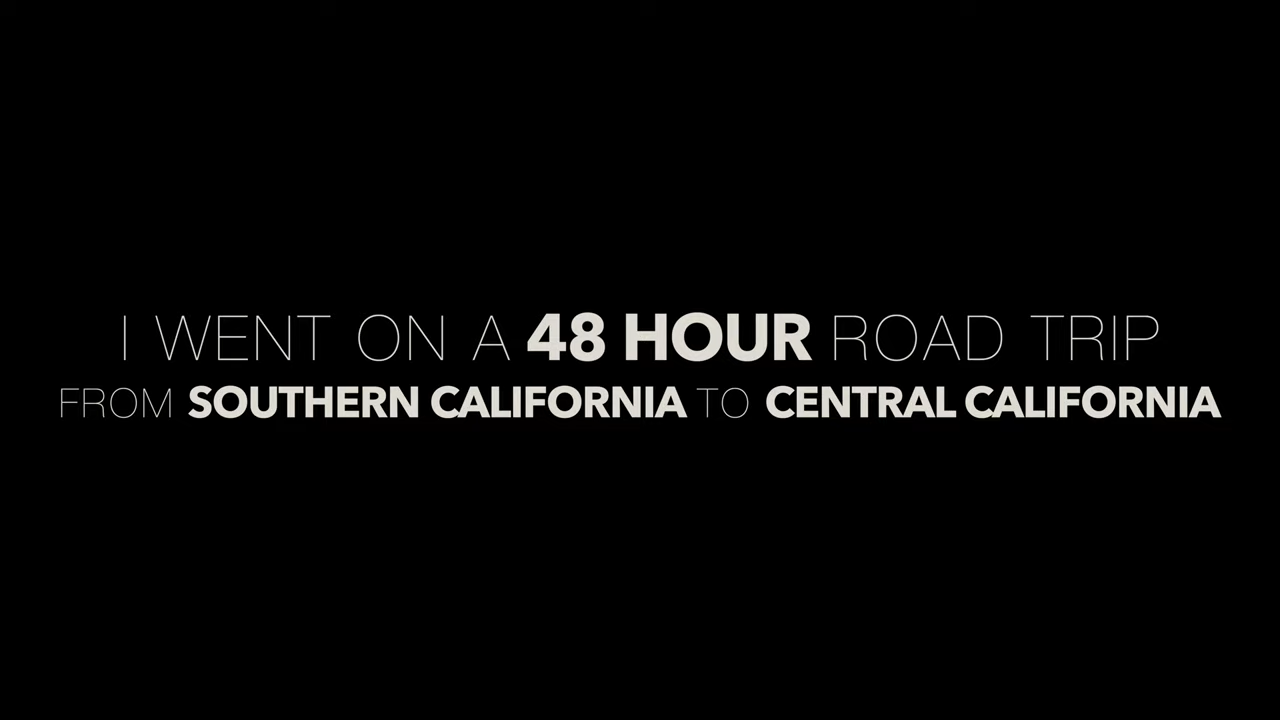 I WENT ON A 48 HOUR ROAD TRIP
FROM SOUTHERN CALIFORNIA TO CENTRAL CALIFORNIA